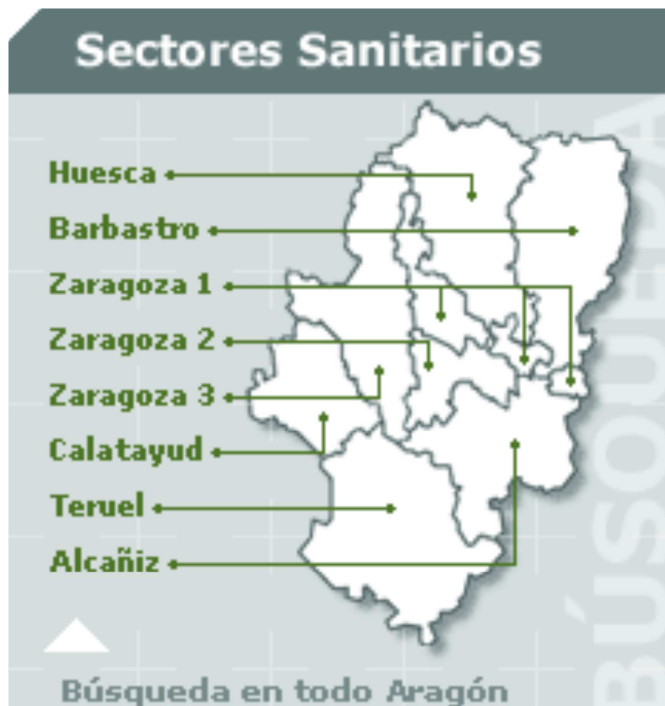 Sectores Sanitarios
Huesca
Barbastro
Zaragoza 1
Zaragoza 2
Zaragoza 3
Calatayud
Teruel
Alcañiz
Búsqueda en todo Aragón
BÚSQUEDA